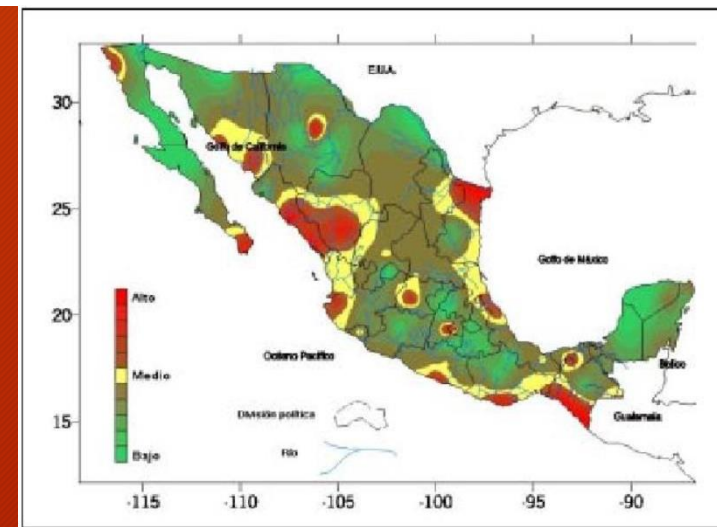 E.U.A.
30
Golfo de California
25
Golfo de México
Alto
20
Océano Pacífico
Medio
Belice
División política
Guatemala
15
Río
Bajo
-115 -110 -105 -100 -95 -90